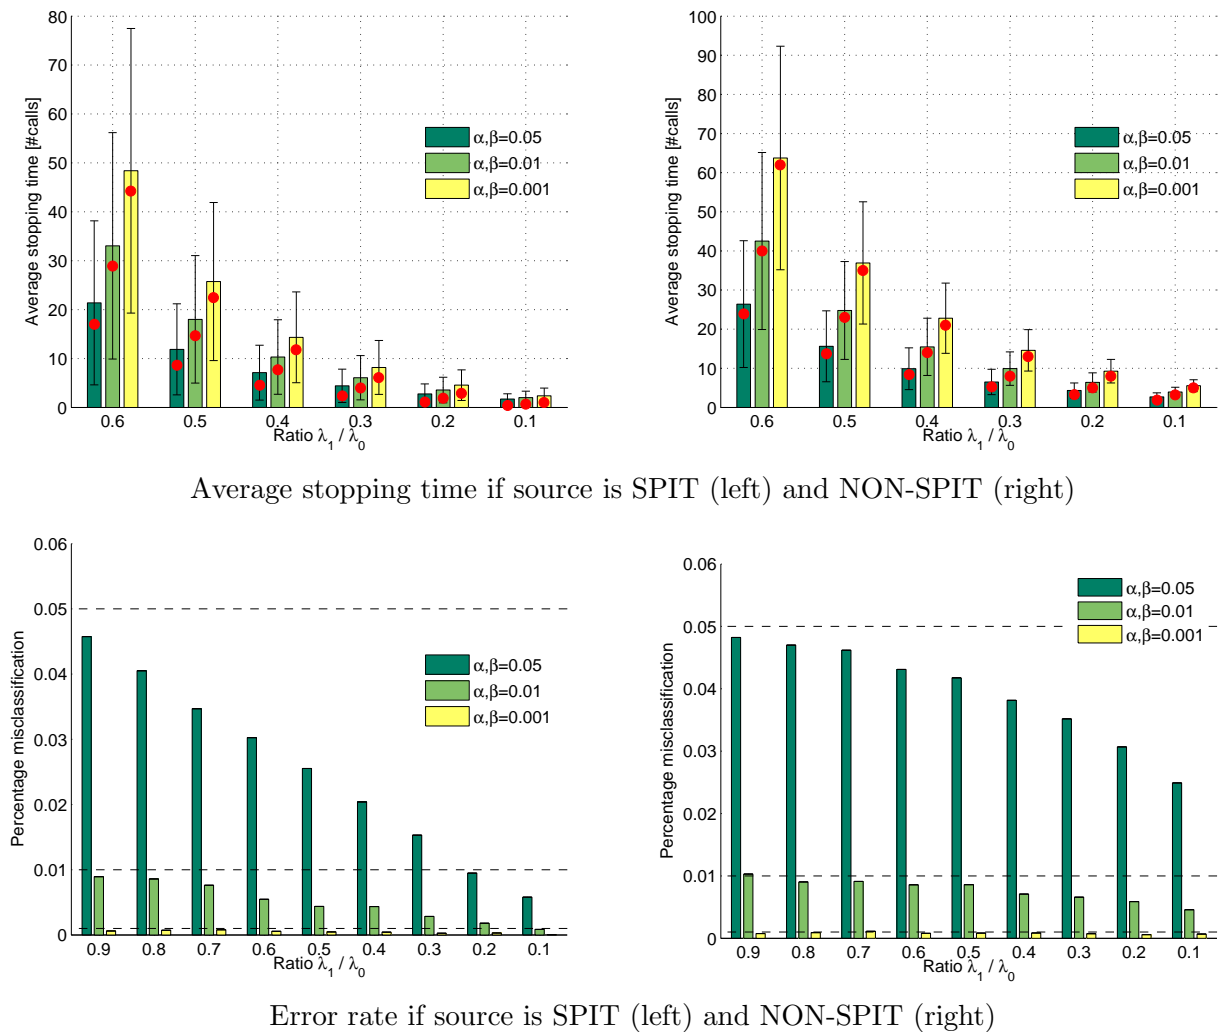 80
70
60
50
40
30
20
10
0
Average stopping time [#calls]
α,β=0.05
α,β=0.01
α,β=0.001
0.6 0.5 0.4 0.3 0.2 0.1
Ratio λ1 / λ0
100
90
80
70
60
50
40
30
20
10
0
Average stopping time [#calls]
α,β=0.05
α,β=0.01
α,β=0.001
0.6 0.5 0.4 0.3 0.2 0.1
Ratio λ1 / λ0
Average stopping time if source is SPIT (left) and NON-SPIT (right)
0.06
0.05
0.04
0.03
0.02
0.01
0
Percentage misclassification
α,β=0.05
α,β=0.01
α,β=0.001
0.9 0.8 0.7 0.6 0.5 0.4 0.3 0.2 0.1
Ratio λ1 / λ0
0.06
0.05
0.04
0.03
0.02
0.01
0
Percentage misclassification
α,β=0.05
α,β=0.01
α,β=0.001
0.9 0.8 0.7 0.6 0.5 0.4 0.3 0.2 0.1
Ratio λ1 / λ0
Error rate if source is SPIT (left) and NON-SPIT (right)